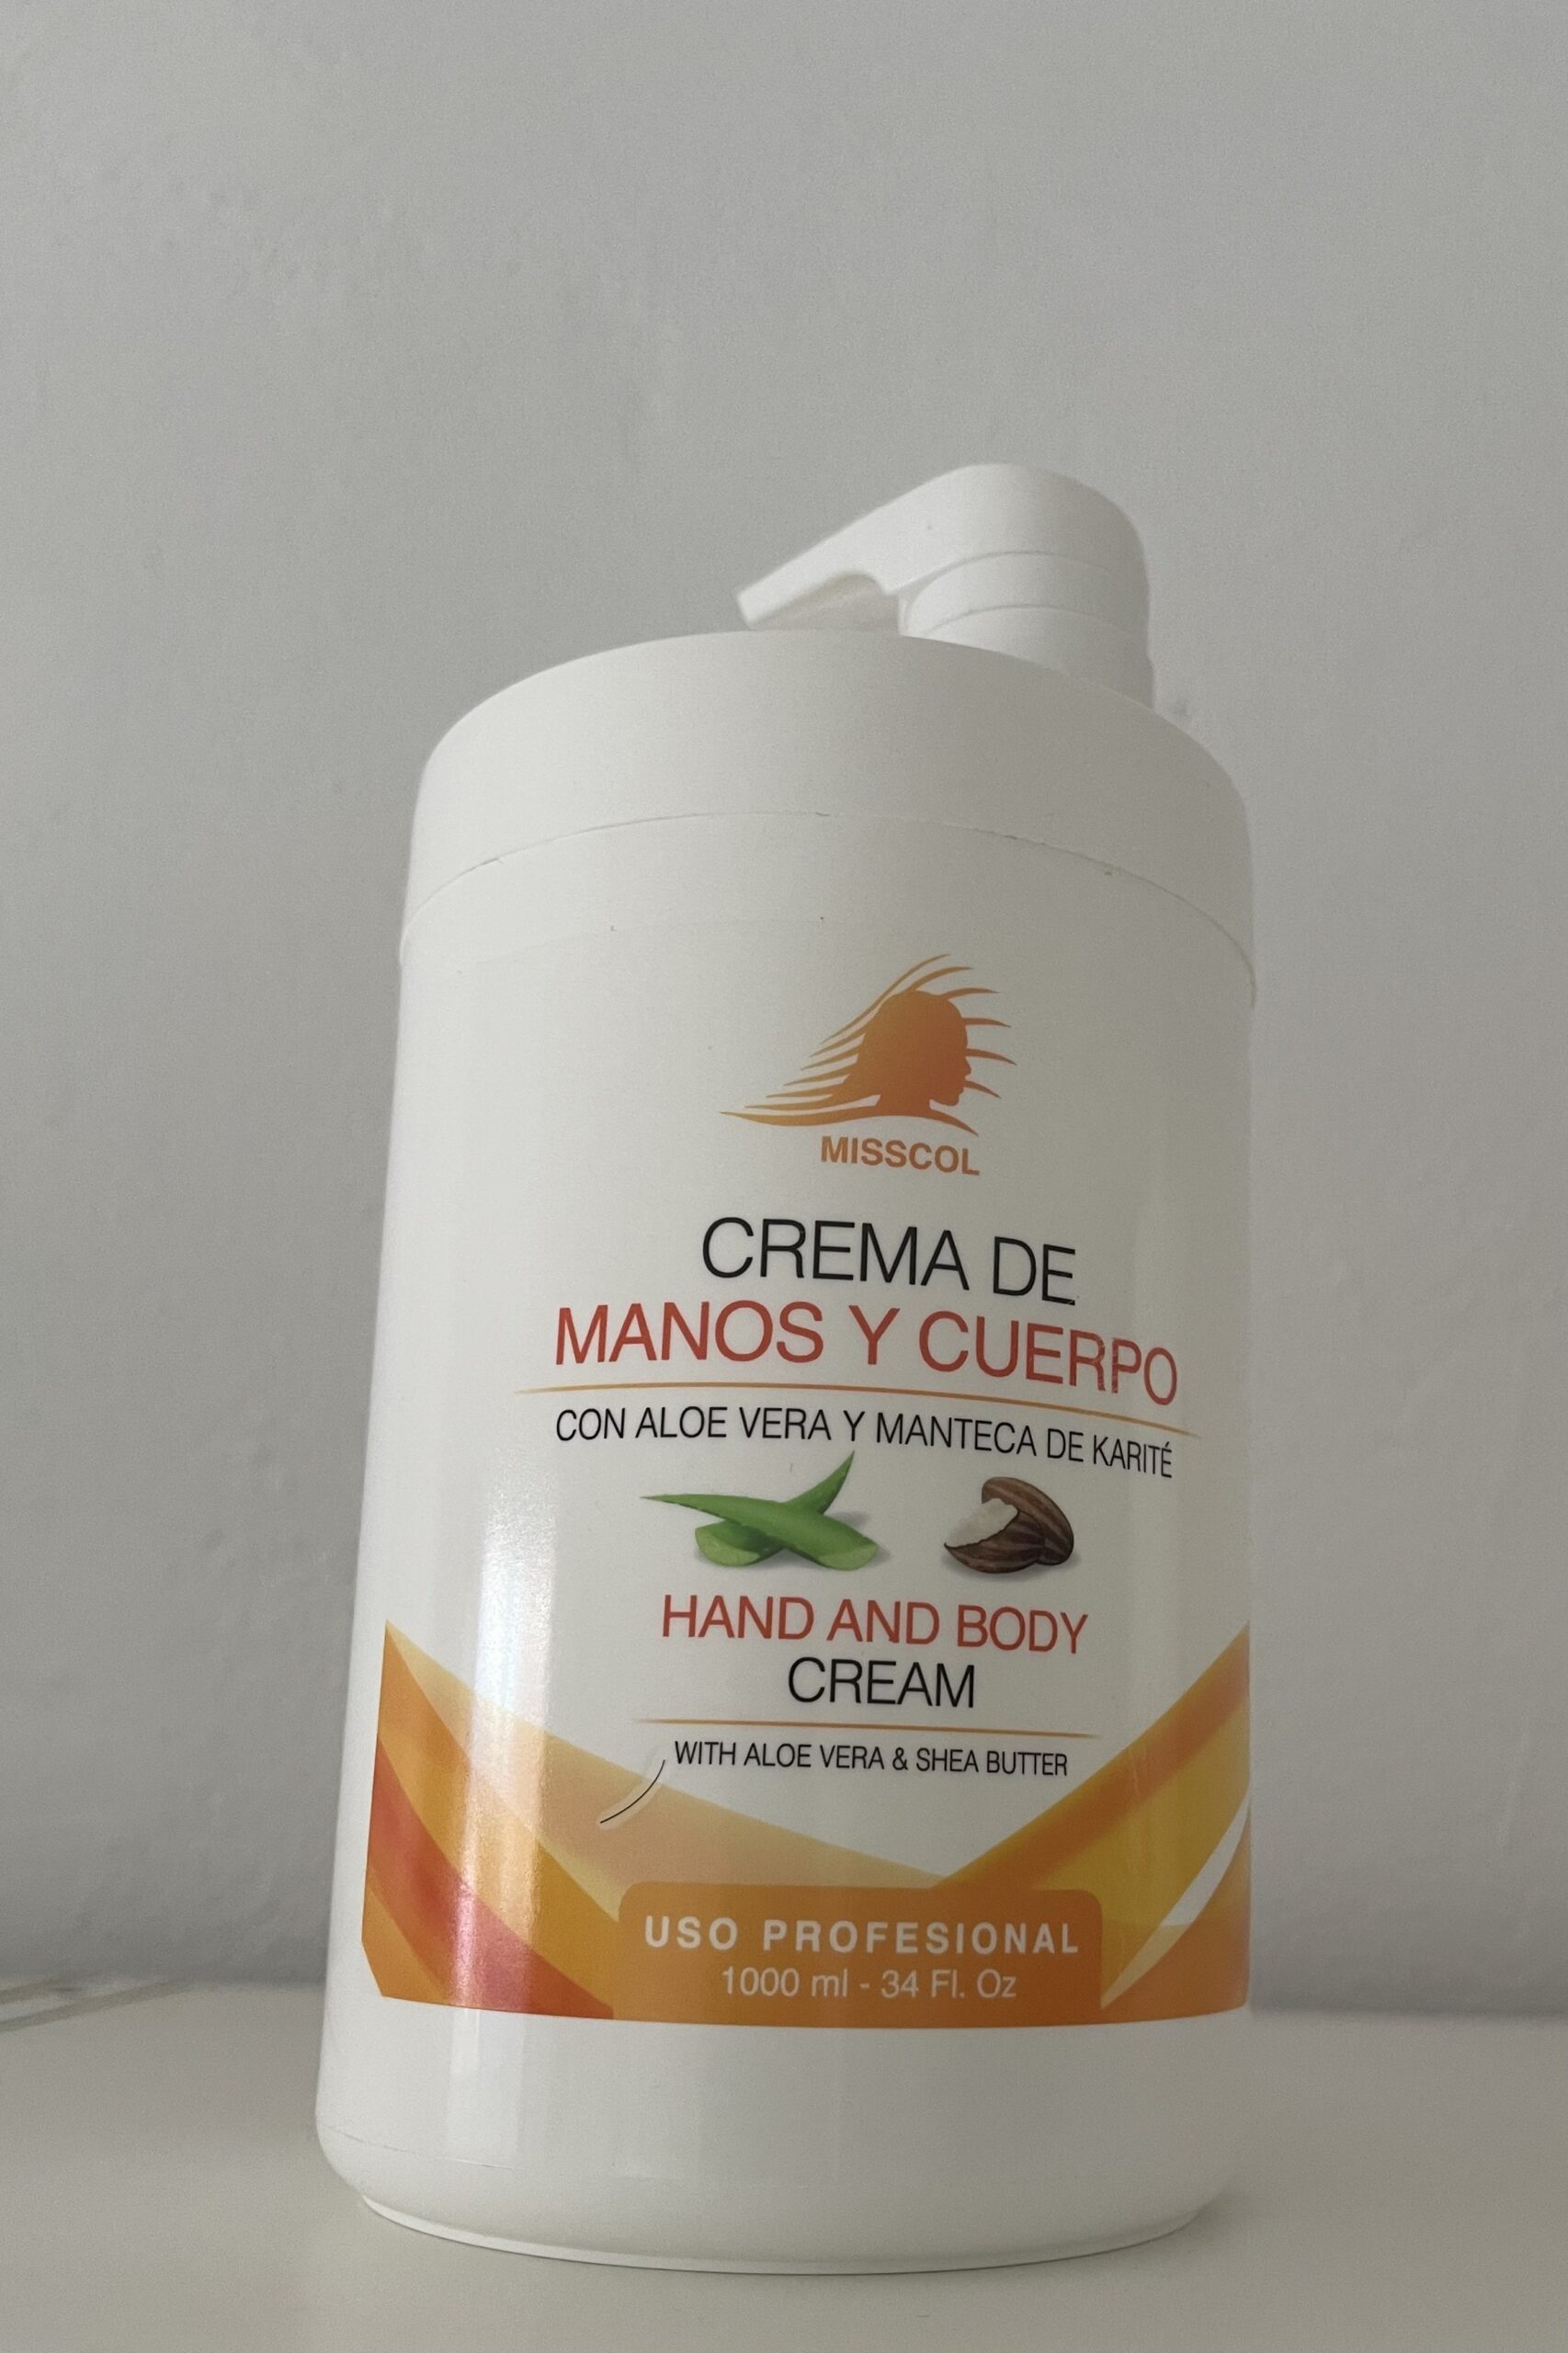 MISSCOL
CREMA DE
MANOS Y CUERPO
CON ALOE VERA Y MANTECA DE KARITÉ
HAND AND BODY
CREAM
WITH ALOE VERA & SHEA BUTTER
USO PROFESIONAL
1000 ml - 34 Fl. Oz